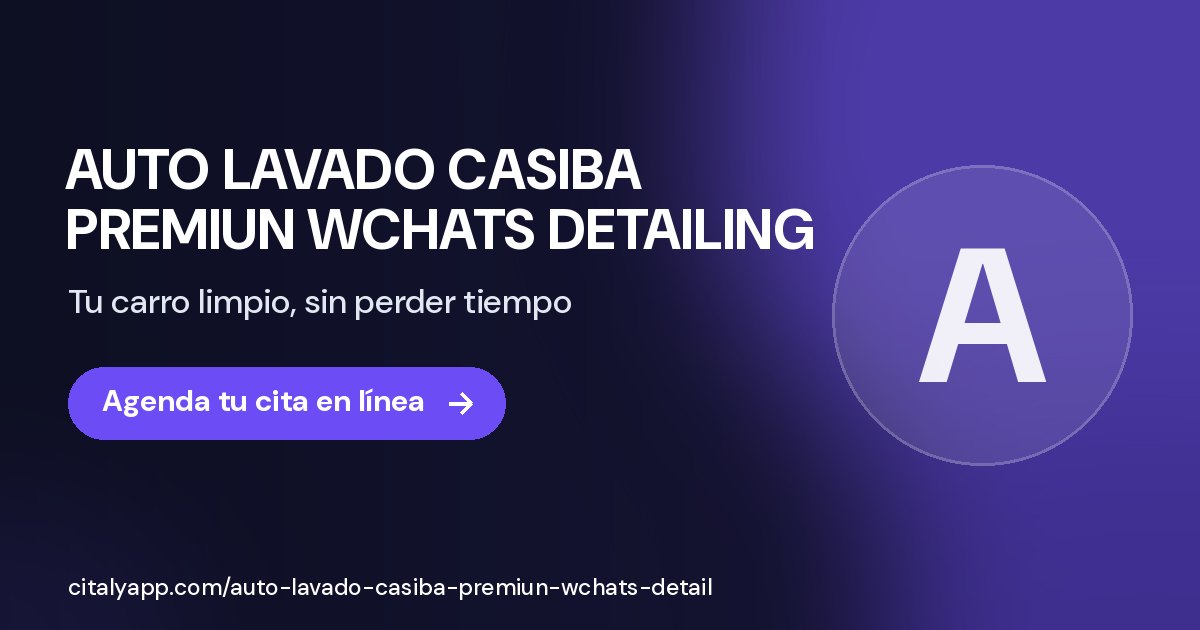 AUTO LAVADO CASIBA
PREMIUN WCHATS DETAILING
Tu carro limpio, sin perder tiempo
Agenda tu cita en línea →
citalyapp.com/auto-lavado-casiba-premiun-wchats-detail
A